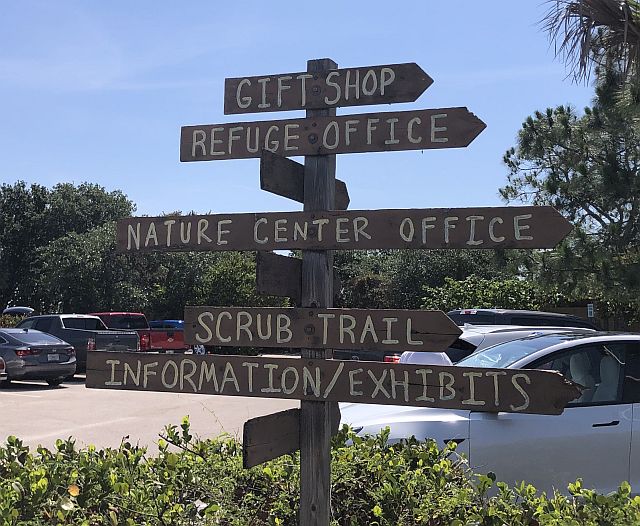 GIFT SHOP
REFUGE OFFICE
NATURE CENTER OFFICE
SCRUB TRAIL
INFORMATION/EXHIBITS